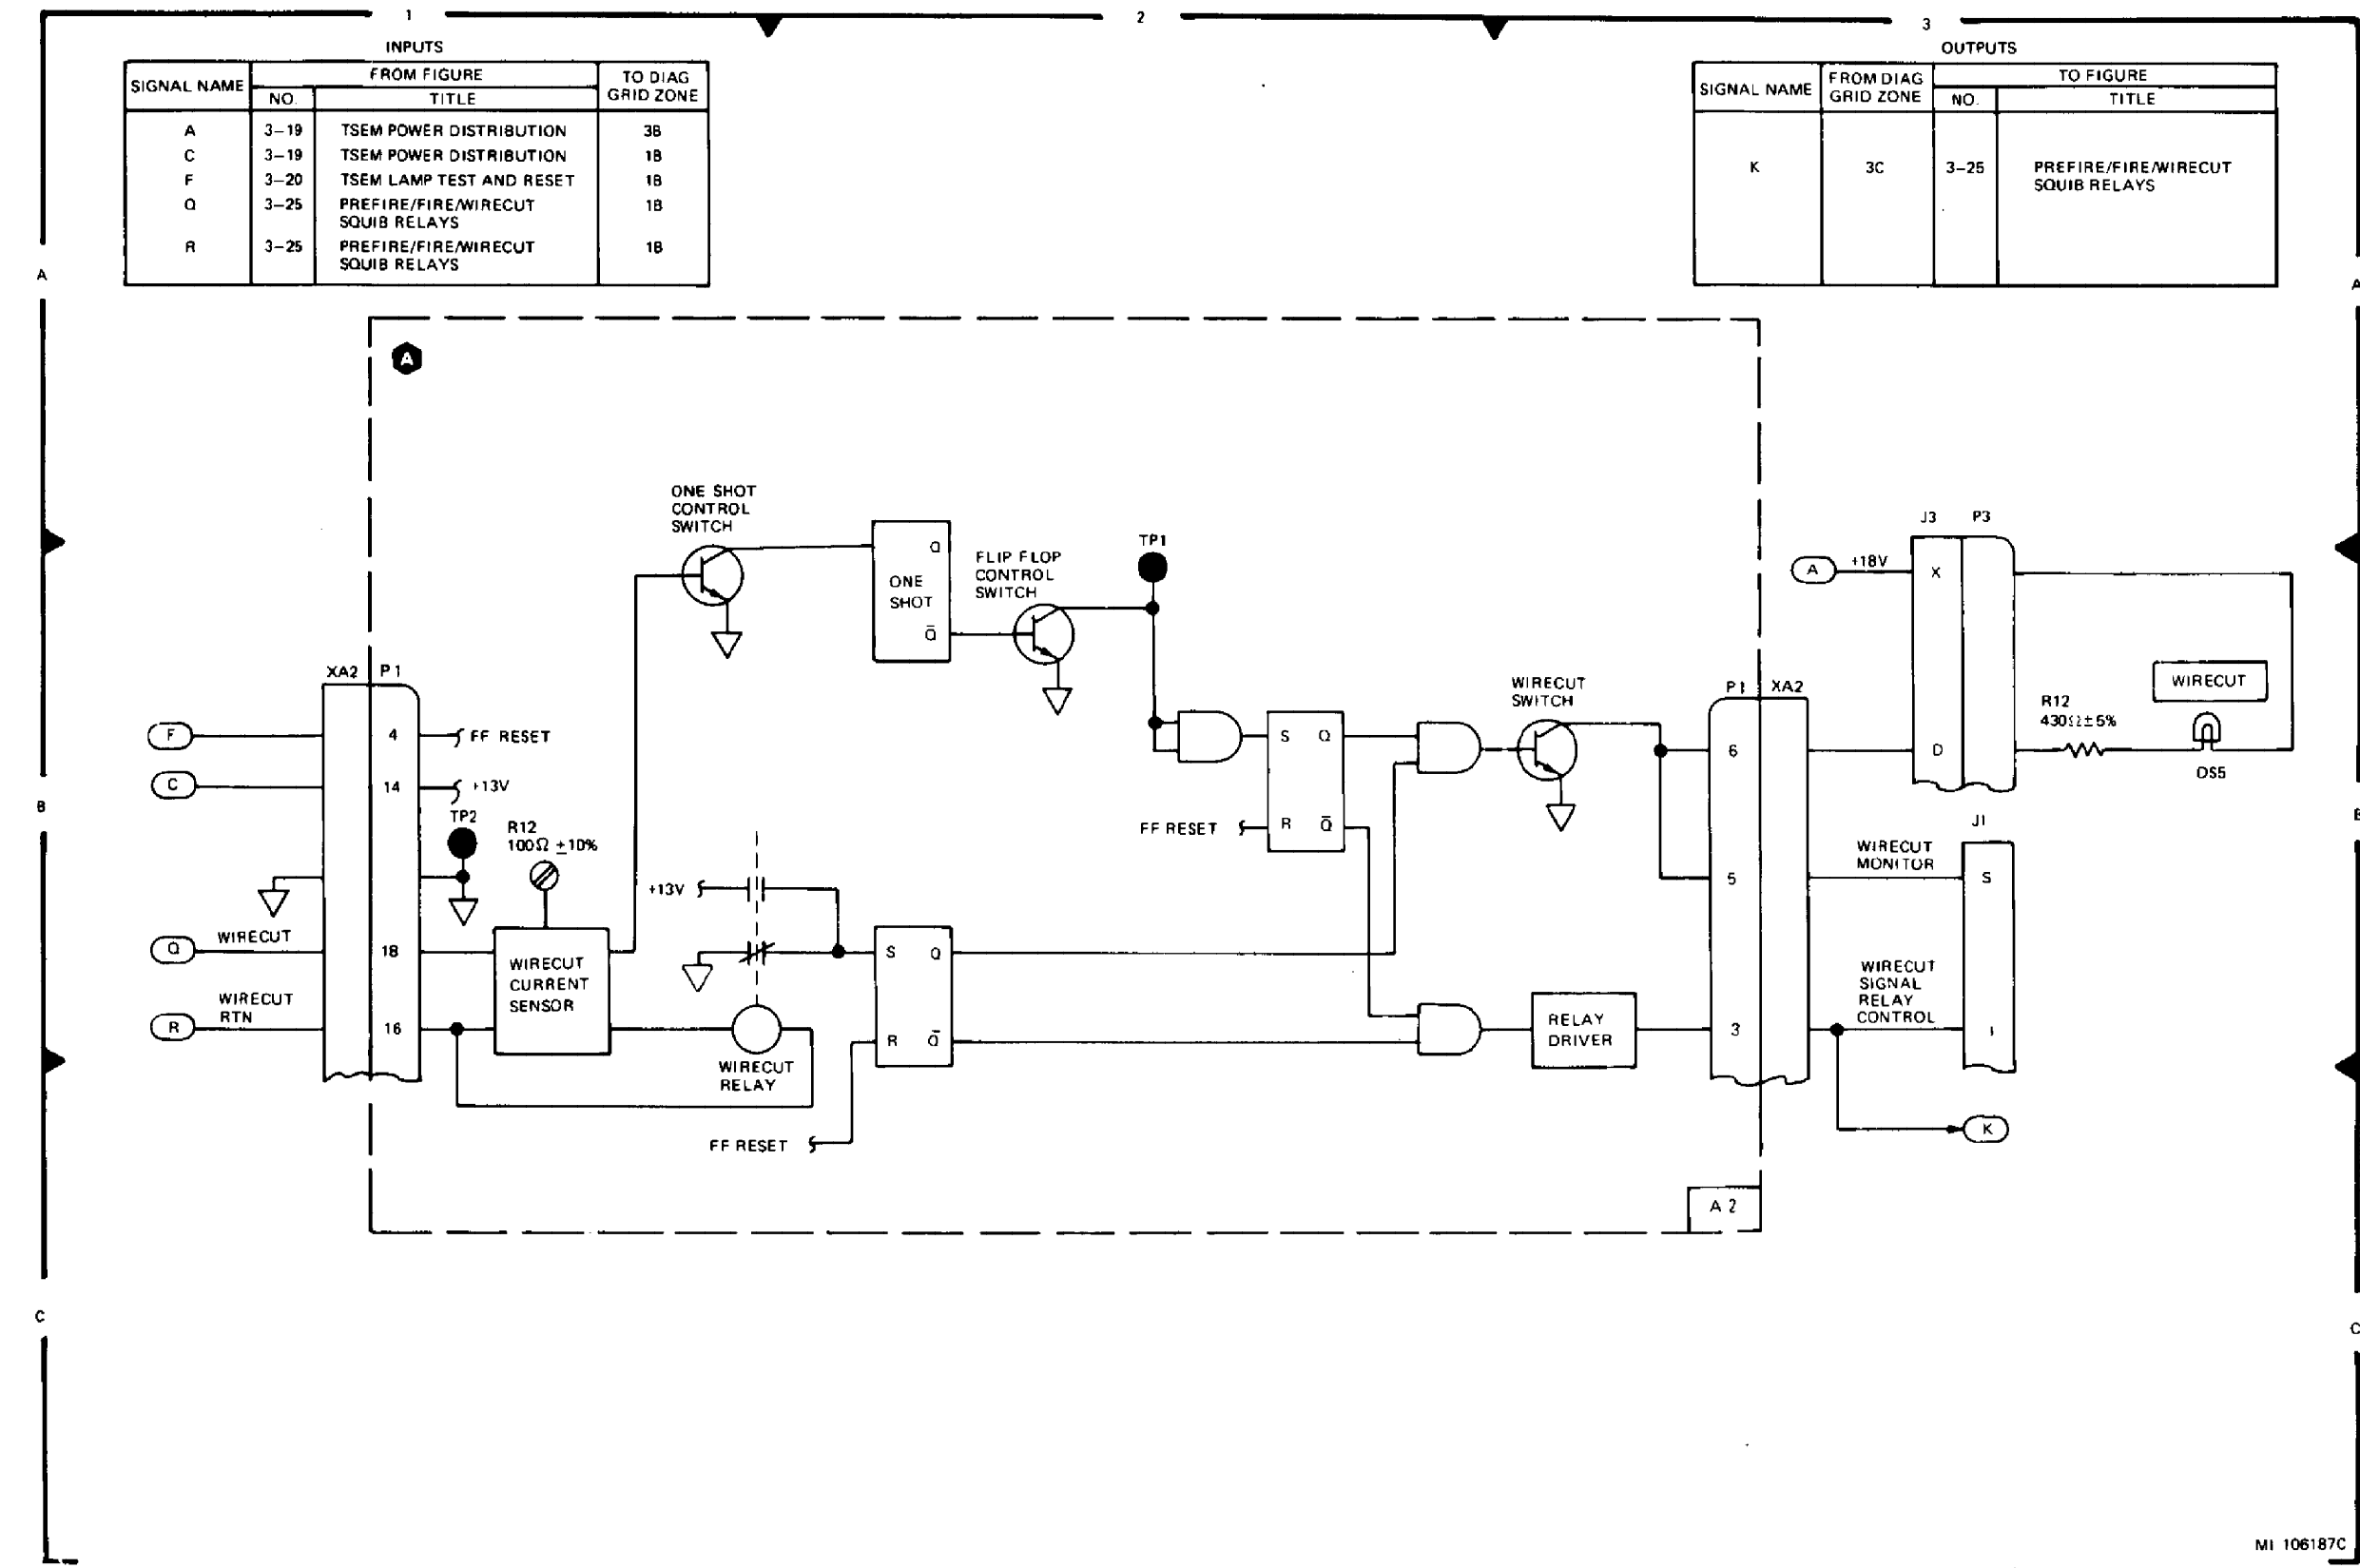 1
2
3
INPUTS
SIGNAL NAME FROM FIGURE TO DIAG GRID ZONE
NO. TITLE
A 3-19 TSEM POWER DISTRIBUTION 3B
C 3-19 TSEM POWER DISTRIBUTION 1B
F 3-20 TSEM LAMP TEST AND RESET 1B
Q 3-25 PREFIRE/FIRE/WIRECUT 1B
SQUIB RELAYS
R 3-25 PREFIRE/FIRE/WIRECUT 1B
SQUIB RELAYS
OUTPUTS
SIGNAL NAME FROM DIAG GRID ZONE TO FIGURE
NO. TITLE
K 3C 3-25 PREFIRE/FIRE/WIRECUT
SQUIB RELAYS
A
A
A
ONE SHOT
CONTROL
SWITCH
Q
ONE
SHOT
Q̅
FLIP FLOP
CONTROL
SWITCH
TP1
J3 P3
A +18V X
WIRECUT
R12
430Ω±5%
D
DS5
XA2 P1
F 4 FF RESET
C 14 +13V
TP2
R12
100Ω ±10%
B
B
Q WIRECUT 18
R WIRECUT
RTN
16
WIRECUT
CURRENT
SENSOR
+13V
WIRECUT
RELAY
S Q
R Q̅
FF RESET
S Q
FF RESET R Q̅
WIRECUT
SWITCH
P1 XA2
6
5
3
RELAY
DRIVER
J1
WIRECUT
MONITOR
S
WIRECUT
SIGNAL
RELAY
CONTROL
I
K
A2
C
C
MI 106187C